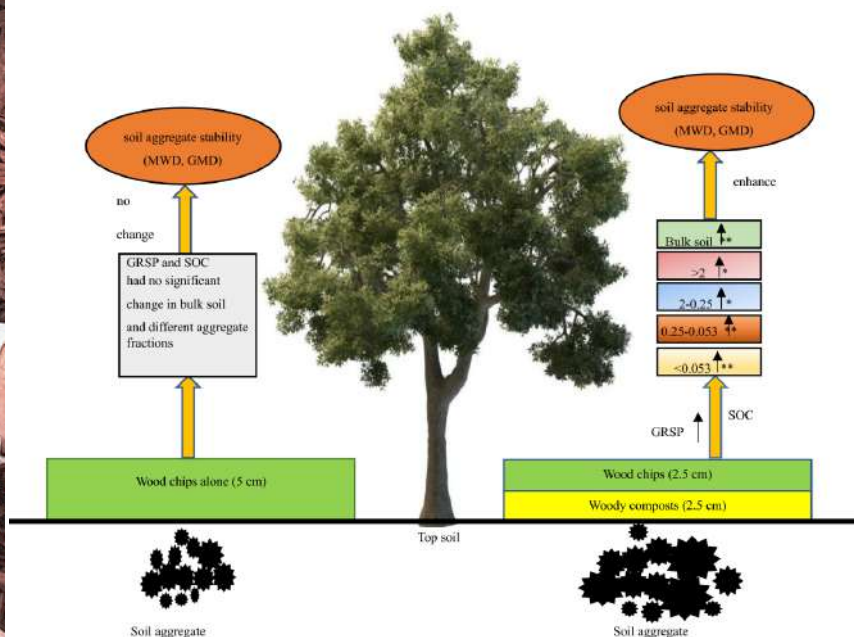 soil aggregate stability
(MWD, GMD)
no
change
GRSP and SOC
had no significant
change in bulk soil
and different aggregate
fractions
Wood chips alone (5 cm)
soil aggregate stability
(MWD, GMD)
enhance
Bulk soil **
>2 *
2-0.25 *
0.25-0.053 **
<0.053 **
GRSP
SOC
Wood chips (2.5 cm)
Woody composts (2.5 cm)
Top soil
Soil aggregate
Soil aggregate